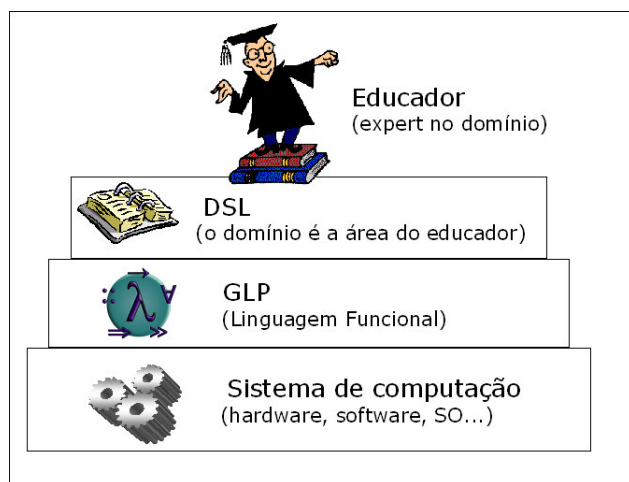 Educador
(expert no domínio)
DSL
(o domínio é a área do educador)
GLP
(Linguagem Funcional)
λ
∀
Sistema de computação
(hardware, software, SO...)